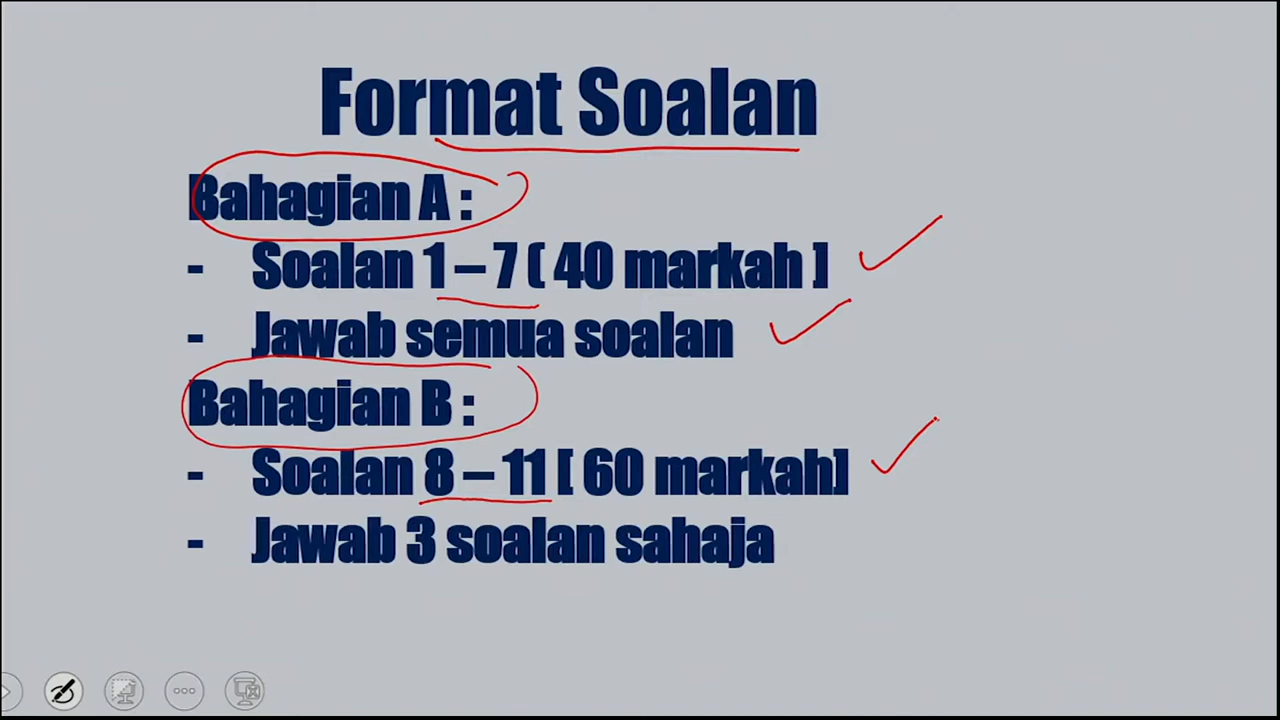 Format Soalan
Bahagian A :
- Soalan 1 – 7 ( 40 markah ]
- Jawab semua soalan
Bahagian B :
- Soalan 8 – 11 [ 60 markah]
- Jawab 3 soalan sahaja